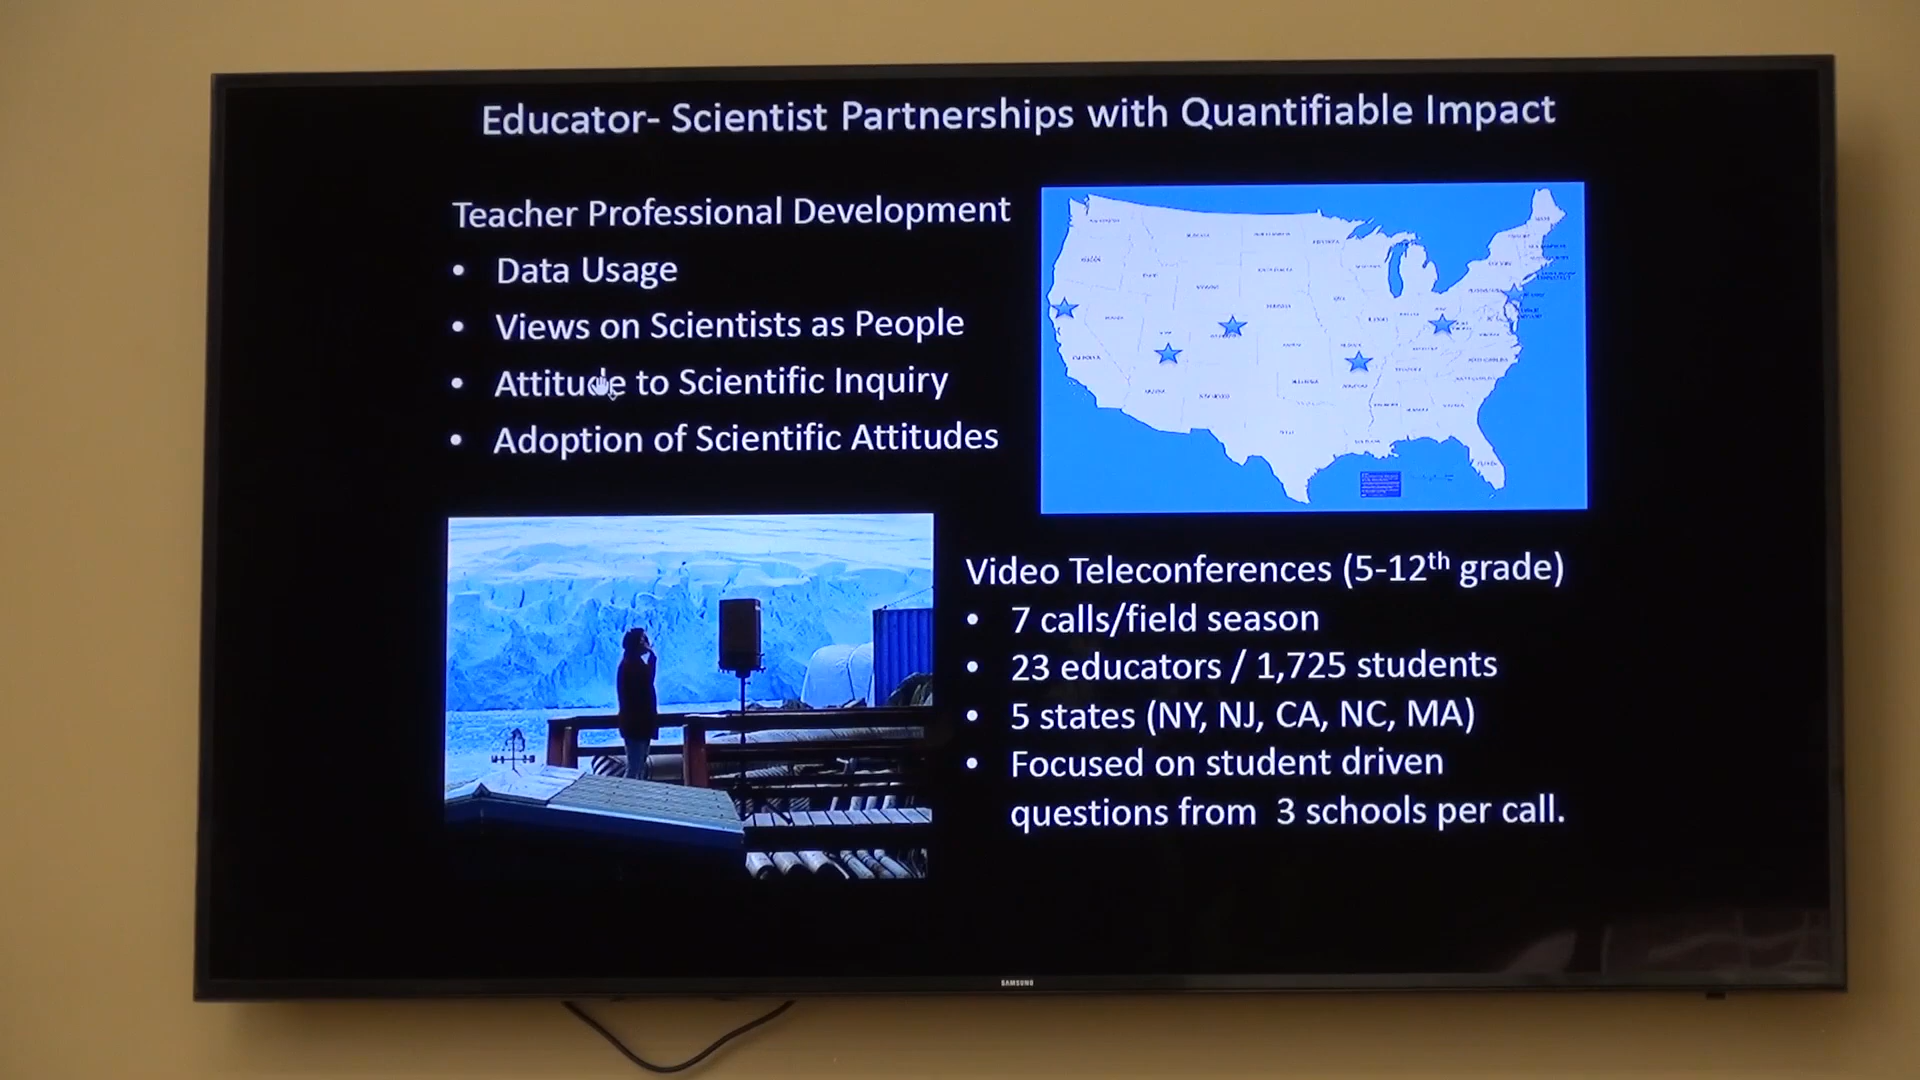 Educator- Scientist Partnerships with Quantifiable Impact
Teacher Professional Development
• Data Usage
• Views on Scientists as People
• Attitude to Scientific Inquiry
• Adoption of Scientific Attitudes
Video Teleconferences (5-12th grade)
• 7 calls/field season
• 23 educators / 1,725 students
• 5 states (NY, NJ, CA, NC, MA)
• Focused on student driven
questions from 3 schools per call.
SAMSUNG